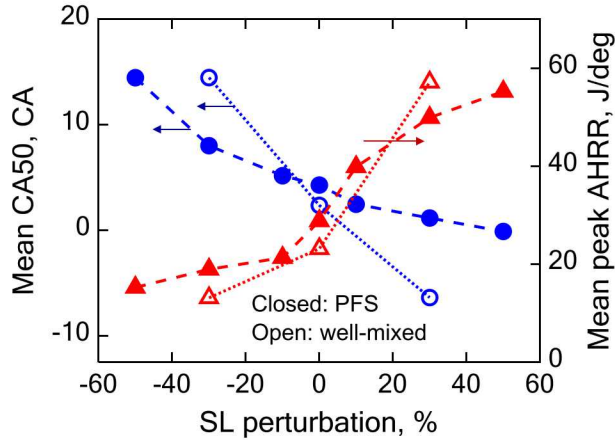 20
10
0
-10
Mean CA50, CA
60
40
20
0
Mean peak AHRR, J/deg
Closed: PFS
Open: well-mixed
-60 -40 -20 0 20 40 60
SL perturbation, %